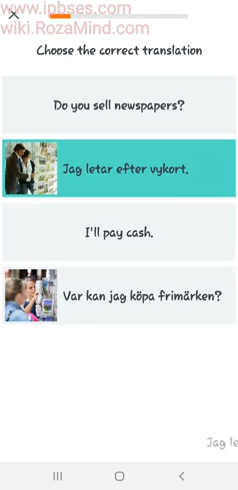 www.ipbses.com
wiki.RozaMind.com
Choose the correct translation
Do you sell newspapers?
Jag letar efter vykort.
I'll pay cash.
Var kan jag köpa frimärken?
Jag le